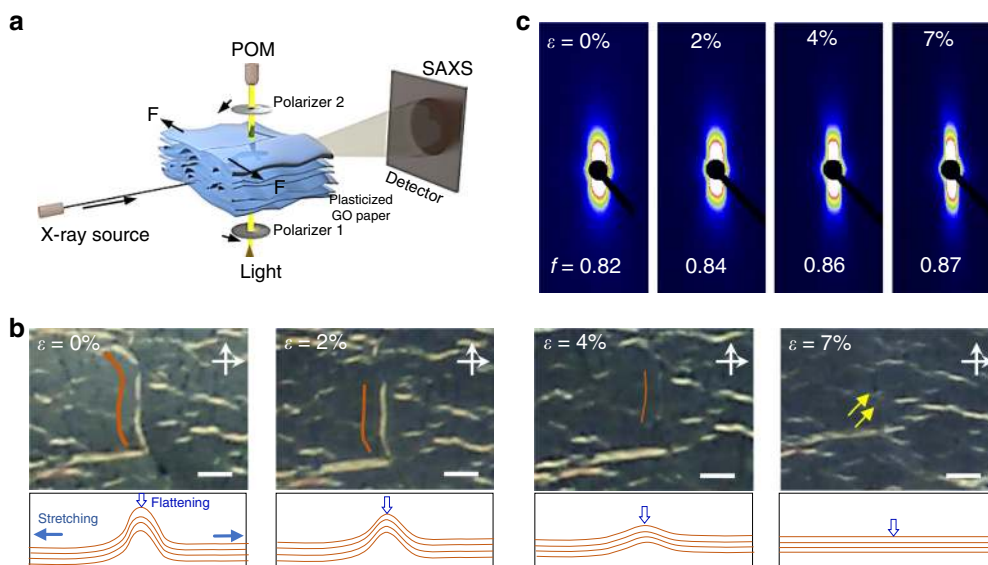 a
POM
SAXS
Polarizer 2
F
F
Detector
Plasticized
GO paper
X-ray source
Polarizer 1
Light
c
ε = 0%
2%
4%
7%
f = 0.82
0.84
0.86
0.87
b
ε = 0%
ε = 2%
ε = 4%
ε = 7%
Flattening
Stretching